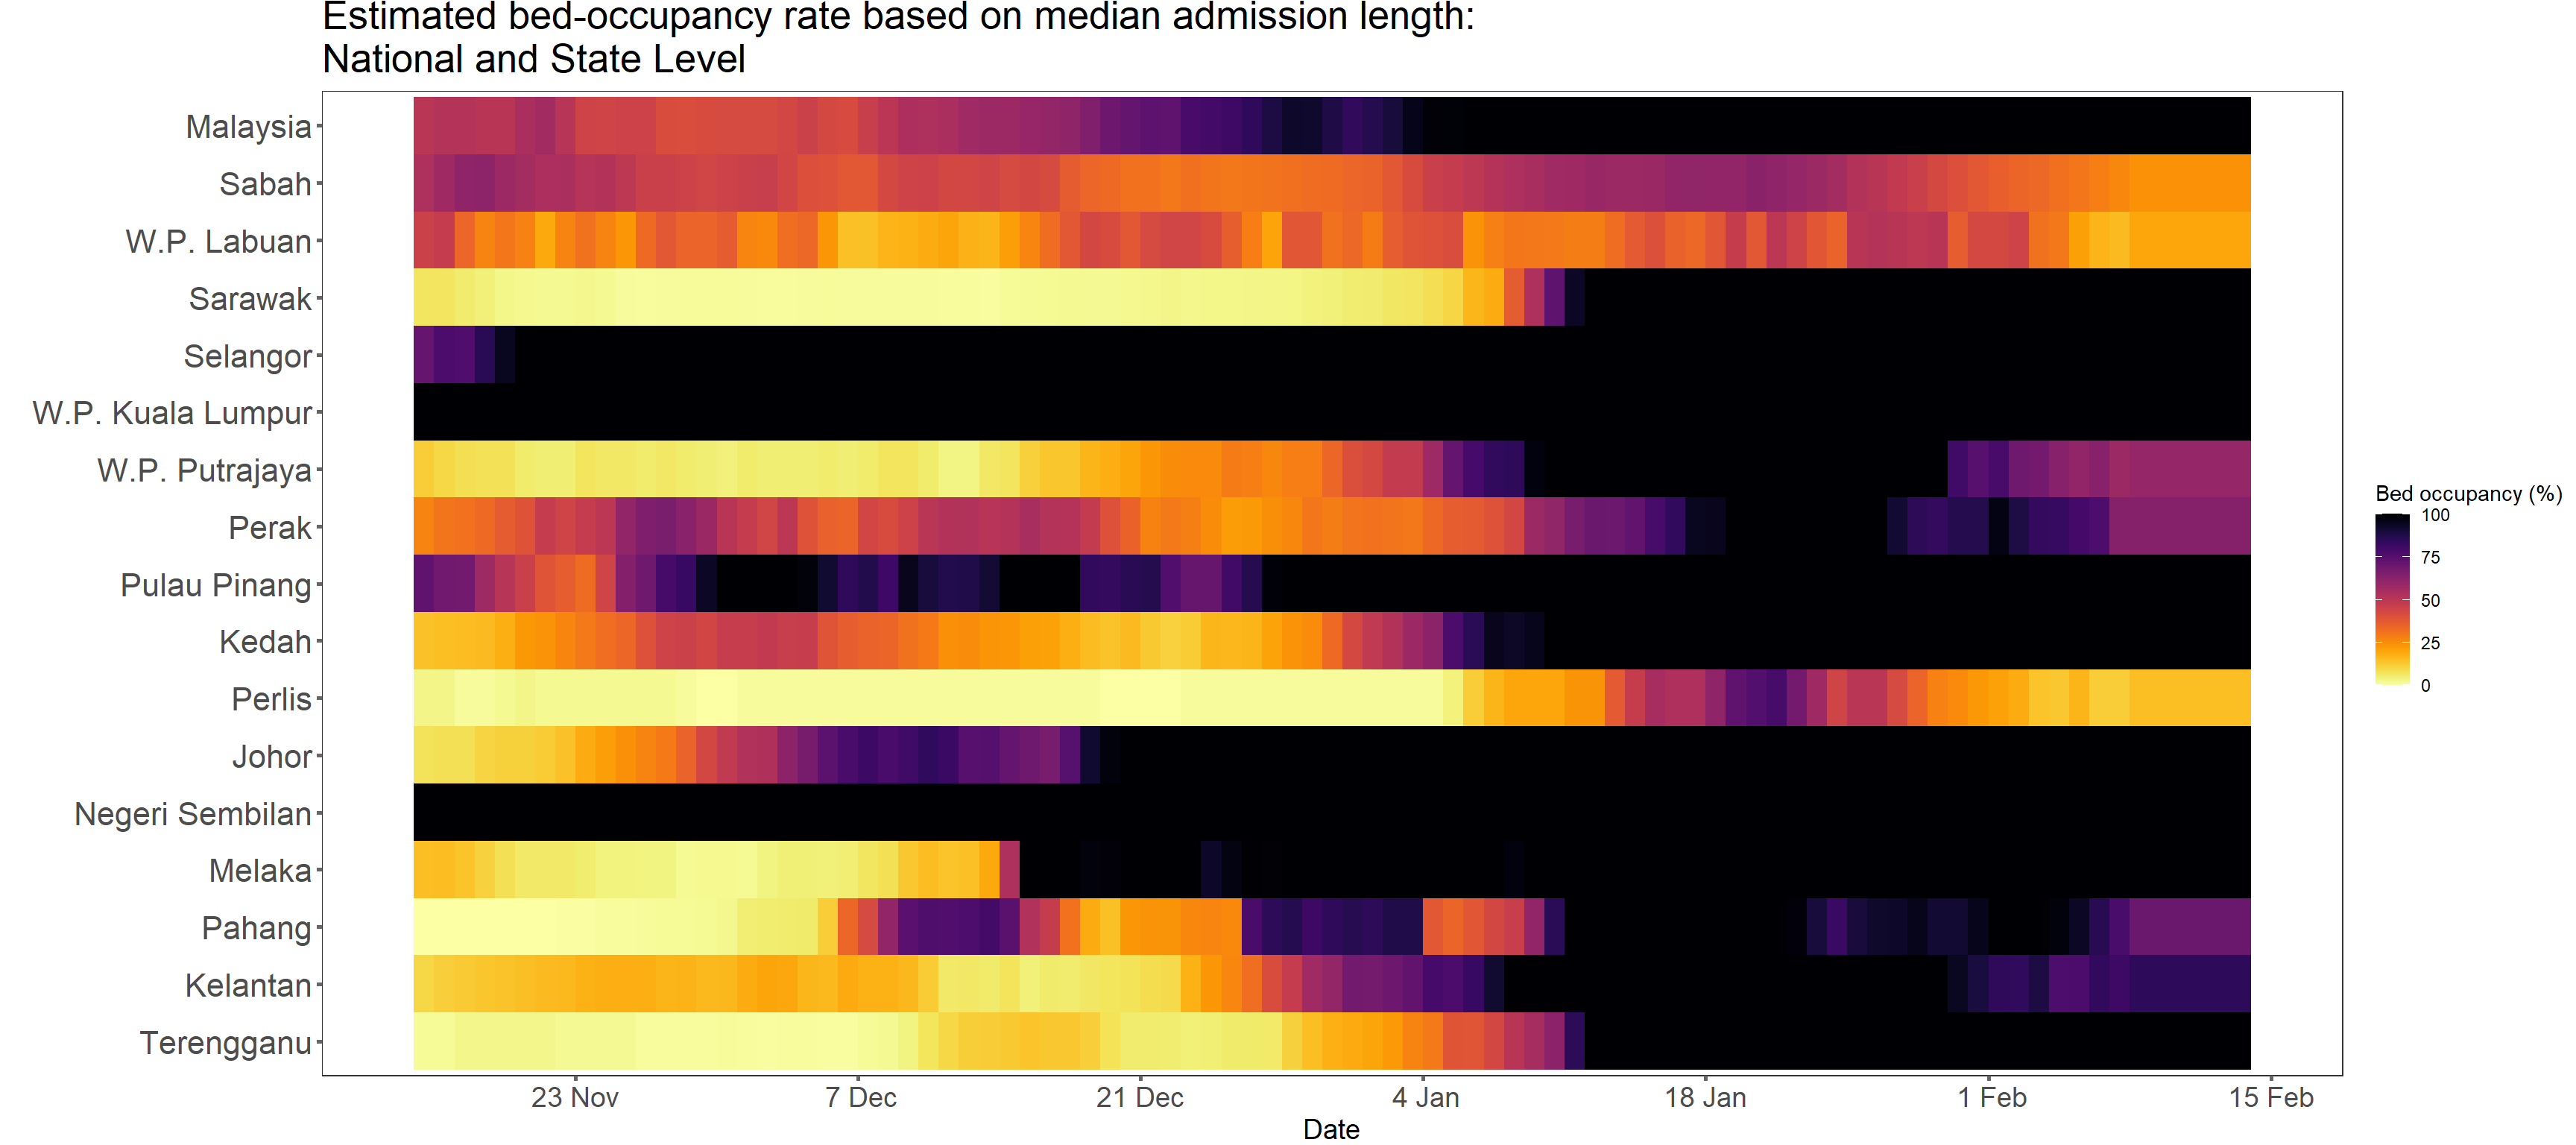 Estimated bed-occupancy rate based on median admission length:
National and State Level
Malaysia
Sabah
W.P. Labuan
Sarawak
Selangor
W.P. Kuala Lumpur
W.P. Putrajaya
Perak
Pulau Pinang
Kedah
Perlis
Johor
Negeri Sembilan
Melaka
Pahang
Kelantan
Terengganu
23 Nov 7 Dec 21 Dec 4 Jan 18 Jan 1 Feb 15 Feb
Date
Bed occupancy (%)
100
75
50
25
0